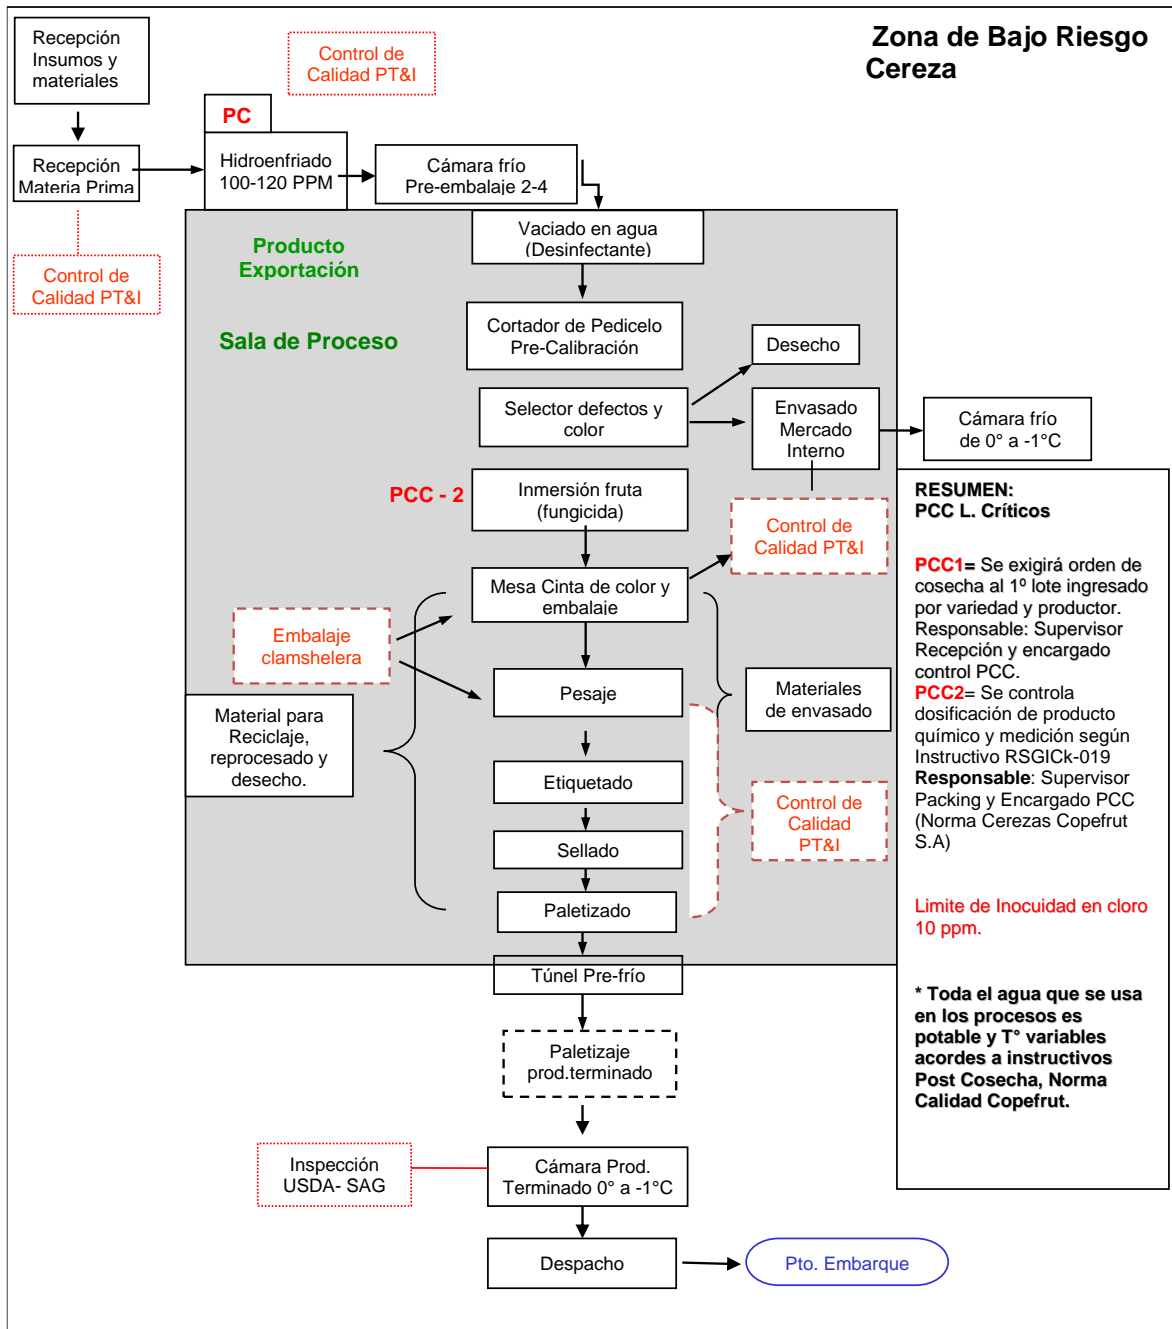 Zona de Bajo Riesgo
Cereza
Recepción
Insumos y
materiales
Control de
Calidad PT&I
PC
Recepción
Materia Prima
Hidroenfriado
100-120 PPM
Cámara frío
Pre-embalaje 2-4
Control de
Calidad PT&I
Producto
Exportación
Vaciado en agua
(Desinfectante)
Sala de Proceso
Cortador de Pedicelo
Pre-Calibración
Desecho
Selector defectos y
color
Envasado
Mercado
Interno
Cámara frío
de 0° a -1°C
PCC - 2
Inmersión fruta
(fungicida)
Control de
Calidad PT&I
Mesa Cinta de color y
embalaje
Embalaje
clamshelera
Pesaje
Materiales
de envasado
Material para
Reciclaje,
reprocesado y
desecho.
Etiquetado
Control de
Calidad
PT&I
Sellado
Paletizado
Túnel Pre-frío
Paletizaje
prod.terminado
Inspección
USDA- SAG
Cámara Prod.
Terminado 0° a -1°C
Despacho
Pto. Embarque
RESUMEN:
PCC L. Críticos
PCC1= Se exigirá orden de
cosecha al 1º lote ingresado
por variedad y productor.
Responsable: Supervisor
Recepción y encargado
control PCC.
PCC2= Se controla
dosificación de producto
químico y medición según
Instructivo RSGICk-019
Responsable: Supervisor
Packing y Encargado PCC
(Norma Cerezas Copefrut
S.A)
Limite de Inocuidad en cloro
10 ppm.
* Toda el agua que se usa
en los procesos es
potable y T° variables
acordes a instructivos
Post Cosecha, Norma
Calidad Copefrut.